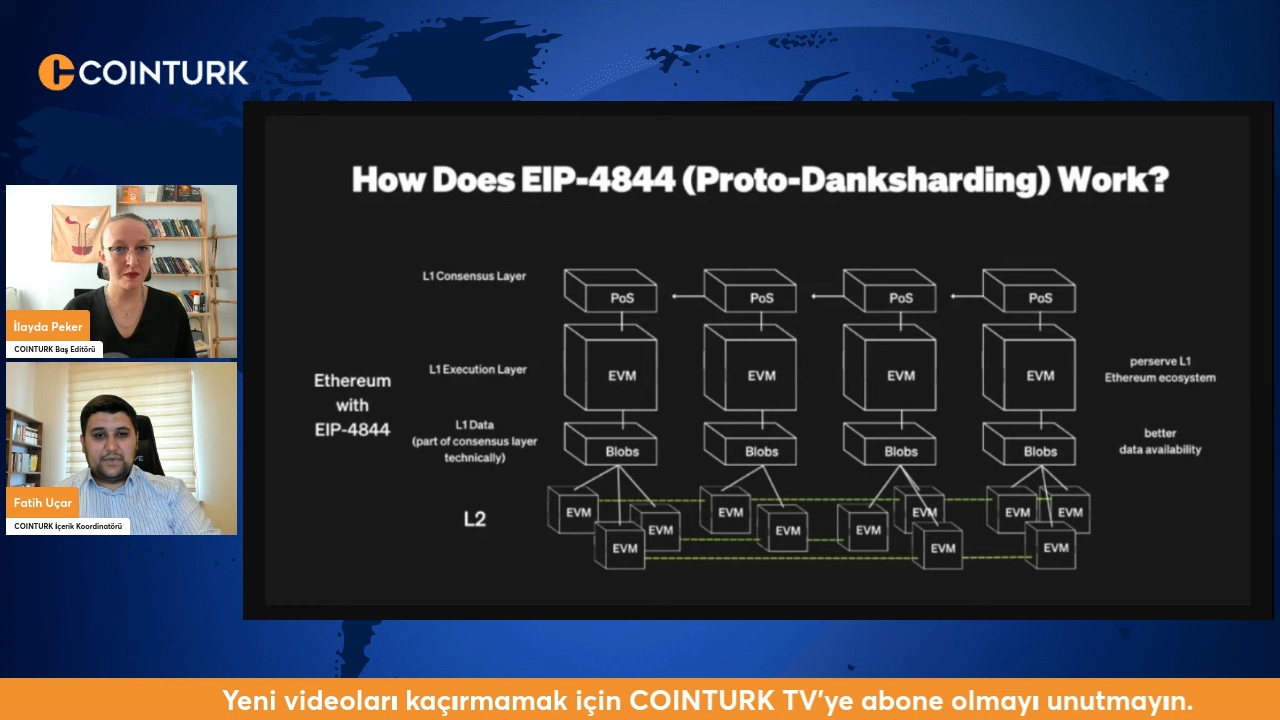 COINTURK
How Does EIP-4844 (Proto-Danksharding) Work?
L1 Consensus Layer
PoS
PoS
PoS
PoS
L1 Execution Layer
EVM
EVM
EVM
EVM
perserve L1
Ethereum ecosystem
Ethereum
with
EIP-4844
L1 Data
(part of consensus layer
technically)
Blobs
Blobs
Blobs
Blobs
better
data availability
L2
EVM
EVM
EVM
EVM
EVM
EVM
EVM
EVM
EVM
EVM
EVM
İlayda Peker
COINTURK Baş Editörü
Fatih Uçar
COINTURK İçerik Koordinatörü
Yeni videoları kaçırmamak için COINTURK TV'ye abone olmayı unutmayın.